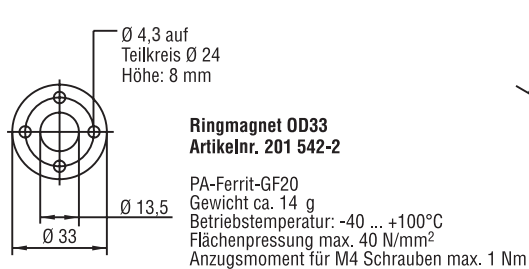 Ø 4,3 auf
Teilkreis Ø 24
Höhe: 8 mm
Ringmagnet OD33
Artikelnr. 201 542-2
PA-Ferrit-GF20
Gewicht ca. 14 g
Betriebstemperatur: -40 ... +100°C
Flächenpressung max. 40 N/mm²
Anzugsmoment für M4 Schrauben max. 1 Nm
Ø 13,5
Ø 33